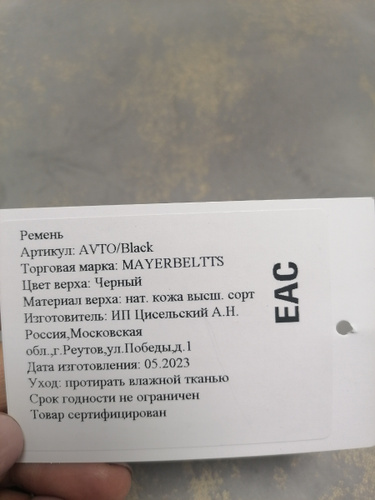 Ремень
Артикул: AVTO/Black
Торговая марка: MAYERBELTTS
Цвет верха: Черный
Материал верха: нат. кожа высш. сорт
Изготовитель: ИП Цисельский А.Н.
Россия,Московская
обл.,г.Реутов,ул.Победы,д.1
Дата изготовления: 05.2023
Уход: протирать влажной тканью
Срок годности не ограничен
Товар сертифицирован
EAC